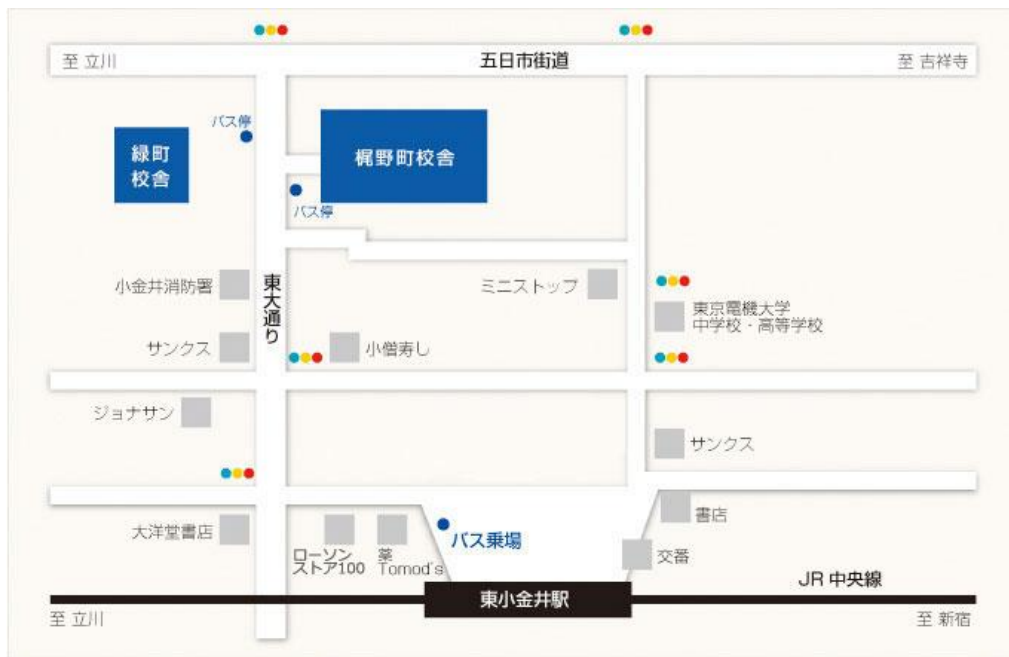 至 立川
五日市街道
至 吉祥寺
バス停
緑町
校舎
梶野町校舎
バス停
小金井消防署
東大通り
ミニストップ
東京電機大学
中学校・高等学校
サンクス
小僧寿し
ジョナサン
サンクス
大洋堂書店
ローソン
ストア100
薬
Tomod's
バス乗場
書店
交番
JR 中央線
東小金井駅
至 立川
至 新宿